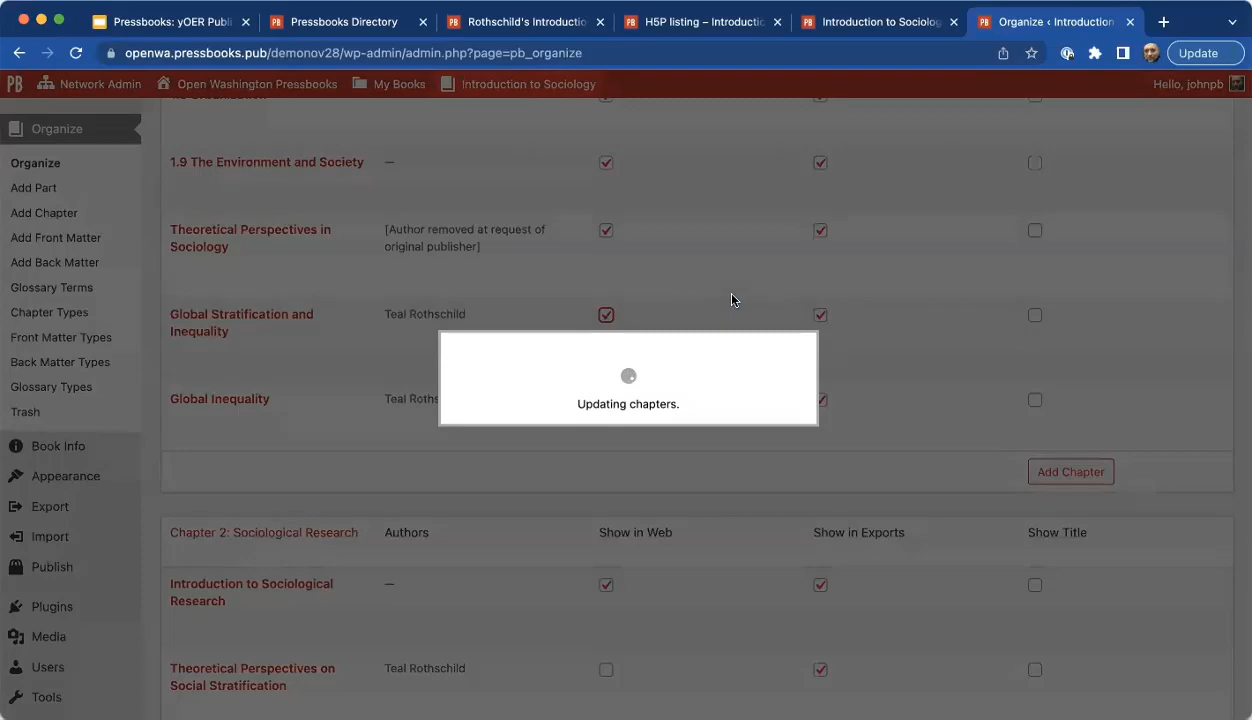 Pressbooks: yOER Publi
Pressbooks Directory
Rothschild's Introductio
H5P listing – Introductic
Introduction to Sociolog
Organize ‹ Introduction
openwa.pressbooks.pub/demonov28/wp-admin/admin.php?page=pb_organize
Update
Network Admin
Open Washington Pressbooks
My Books
Introduction to Sociology
Hello, johnpb
Organize
Organize
Add Part
Add Chapter
Add Front Matter
Add Back Matter
Glossary Terms
Chapter Types
Front Matter Types
Back Matter Types
Glossary Types
Trash
Book Info
Appearance
Export
Import
Publish
Plugins
Media
Users
Tools
1.9 The Environment and Society —
Theoretical Perspectives in
Sociology
[Author removed at request of
original publisher]
Global Stratification and
Inequality
Teal Rothschild
Global Inequality
Teal Roths
Updating chapters.
Add Chapter
Chapter 2: Sociological Research Authors Show in Web Show in Exports Show Title
Introduction to Sociological
Research
—
Theoretical Perspectives on
Social Stratification
Teal Rothschild